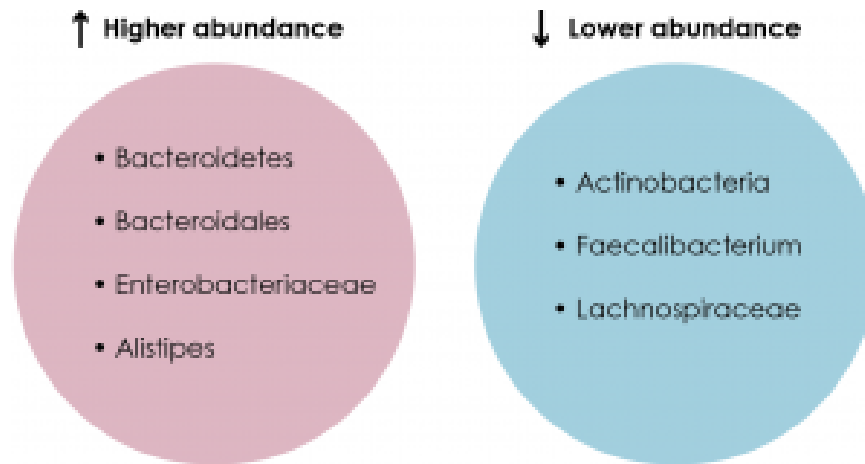 ↑ Higher abundance
• Bacteroidetes
• Bacteroidales
• Enterobacteriaceae
• Alistipes
↓ Lower abundance
• Actinobacteria
• Faecalibacterium
• Lachnospiraceae